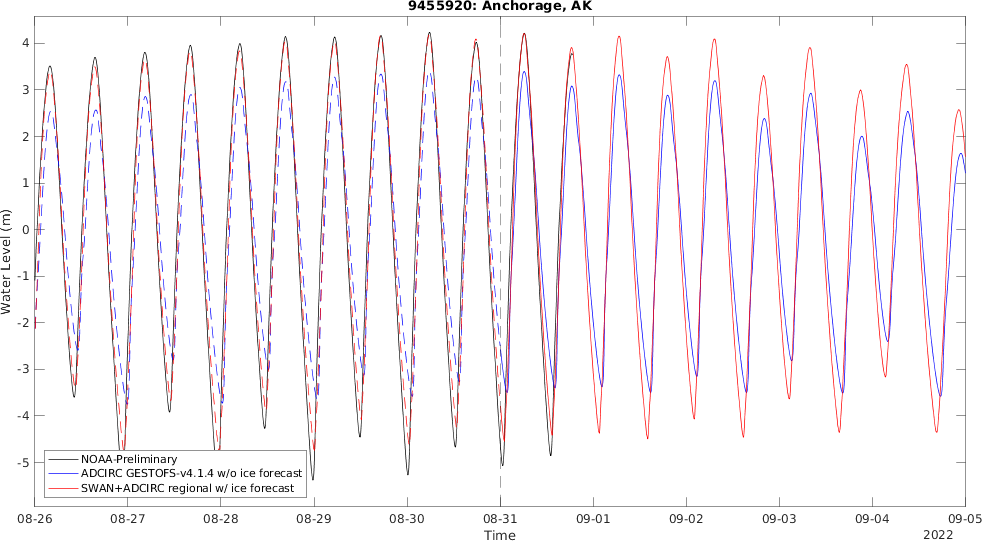 9455920: Anchorage, AK
4
3
2
1
0
-1
-2
-3
-4
-5
Water Level (m)
NOAA-Preliminary
ADCIRC GESTOFS-v4.1.4 w/o ice forecast
SWAN+ADCIRC regional w/ ice forecast
08-26 08-27 08-28 08-29 08-30 08-31 09-01 09-02 09-03 09-04 09-05
Time
2022